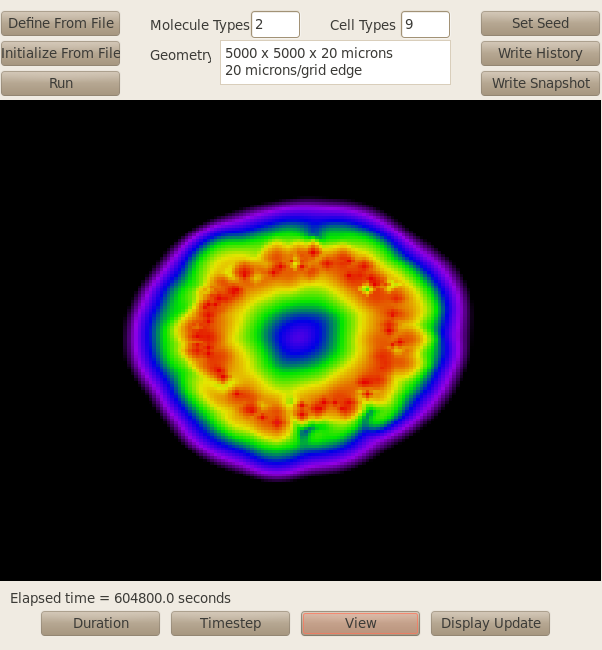 Define From File
Molecule Types 2
Cell Types 9
Set Seed
Initialize From File
Geometry
5000 x 5000 x 20 microns
20 microns/grid edge
Write History
Run
Write Snapshot
Elapsed time = 604800.0 seconds
Duration
Timestep
View
Display Update